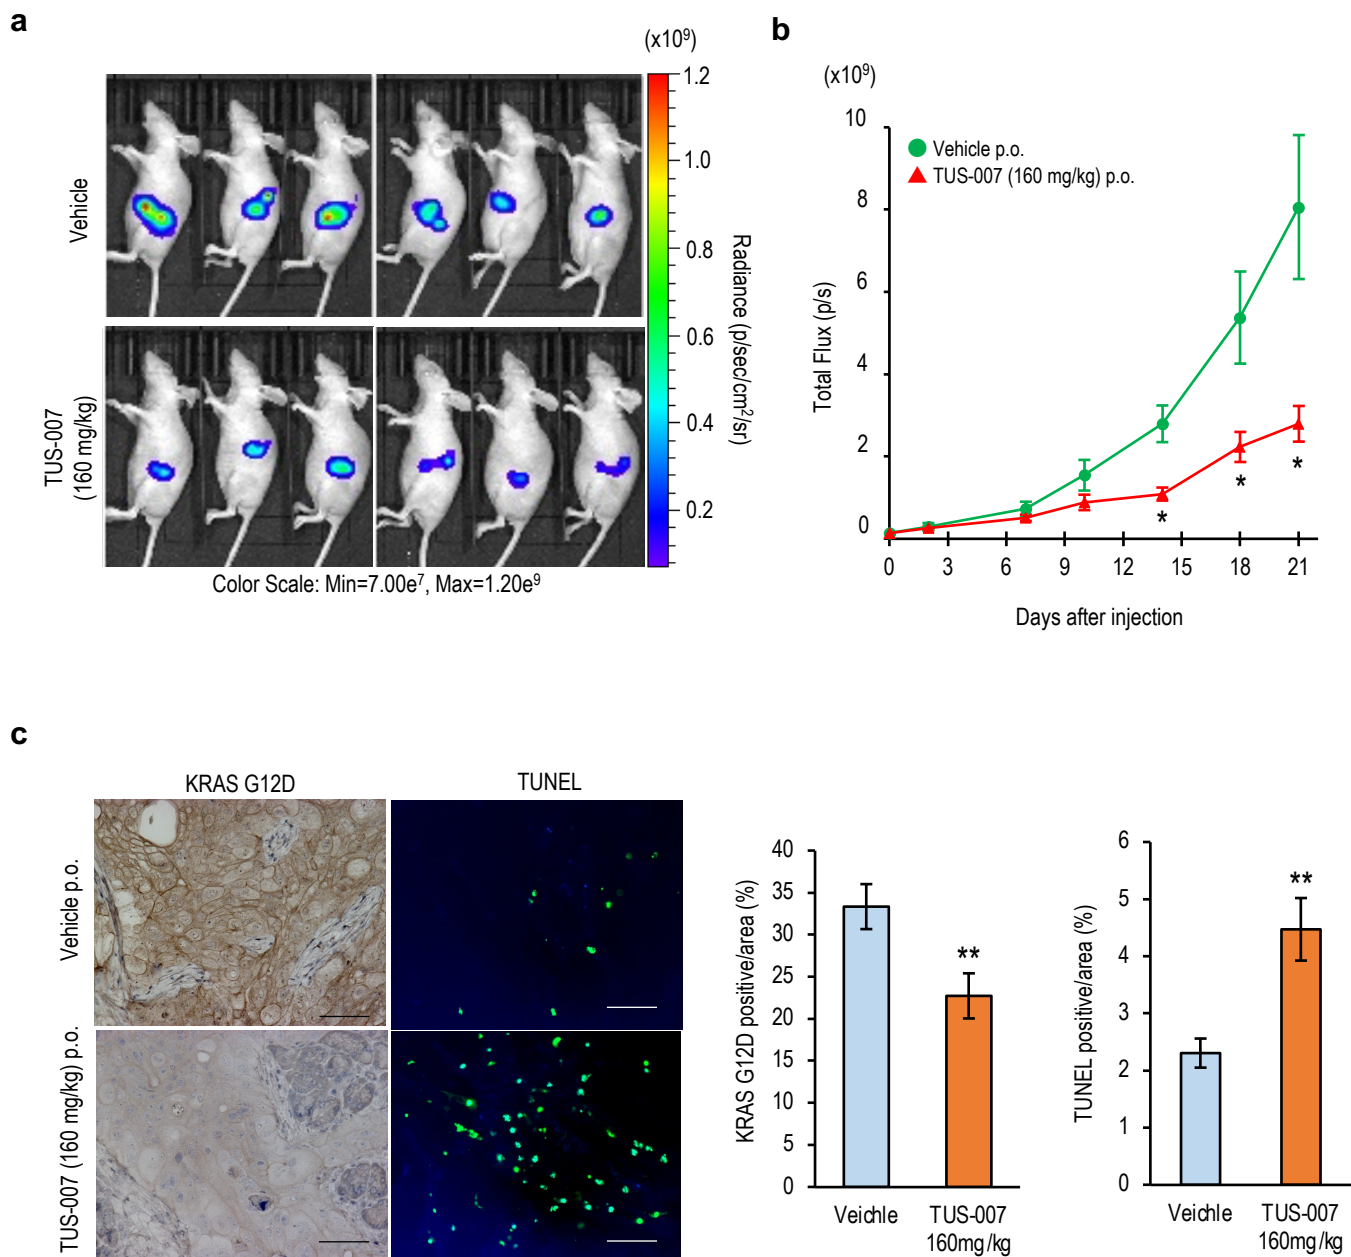 a
(x10⁹)
Vehicle
TUS-007
(160 mg/kg)
1.2
1.0
0.8
0.6
0.4
0.2
Radiance (p/sec/cm²/sr)
Color Scale: Min=7.00e⁷, Max=1.20e⁹
b
(x10⁹)
10
8
6
4
2
0
Total Flux (p/s)
Vehicle p.o.
TUS-007 (160 mg/kg) p.o.
*
*
*
0 3 6 9 12 15 18 21
Days after injection
c
KRAS G12D
TUNEL
Vehicle p.o.
TUS-007 (160 mg/kg) p.o.
KRAS G12D positive/area (%)
40
35
30
25
20
15
10
5
0
**
Veichle
TUS-007
160mg/kg
TUNEL positive/area (%)
6
5
4
3
2
1
0
**
Veichle
TUS-007
160mg/kg